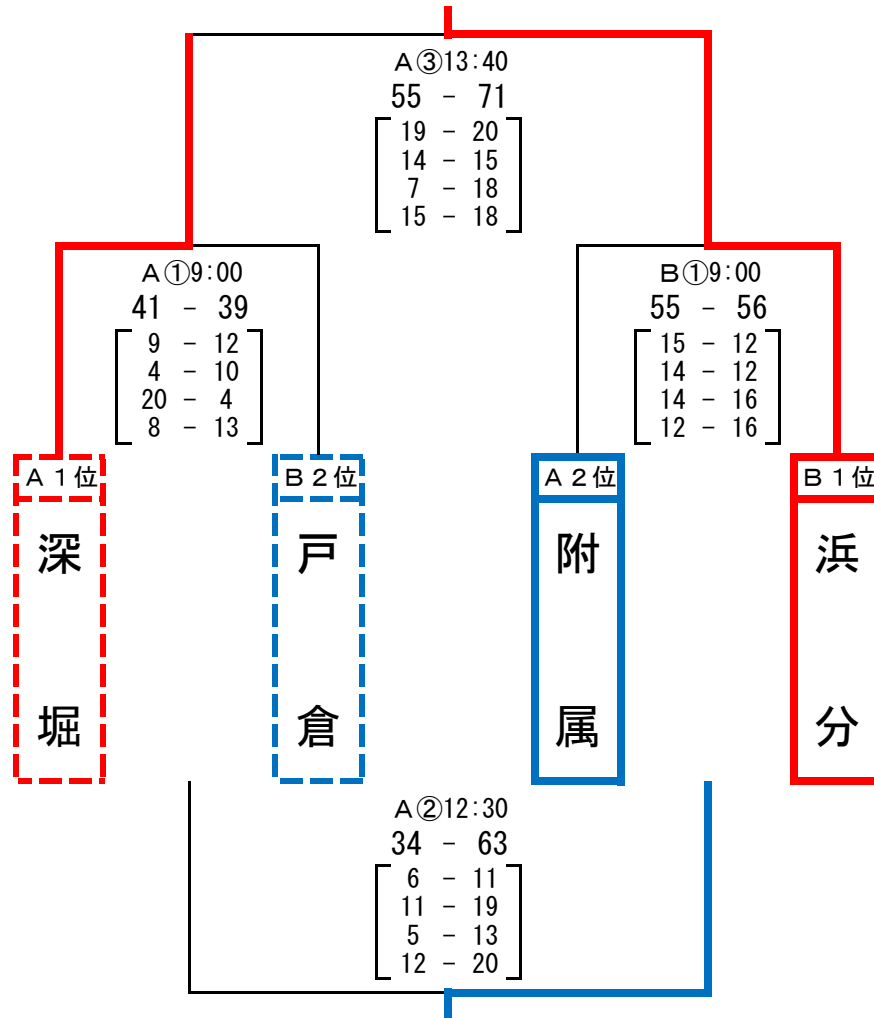 A③13:40
55 - 71
19 - 20
14 - 15
7 - 18
15 - 18
A①9:00
41 - 39
9 - 12
4 - 10
20 - 4
8 - 13
B①9:00
55 - 56
15 - 12
14 - 12
14 - 16
12 - 16
A1位
深堀
B2位
戸倉
A2位
附属
B1位
浜分
A②12:30
34 - 63
6 - 11
11 - 19
5 - 13
12 - 20